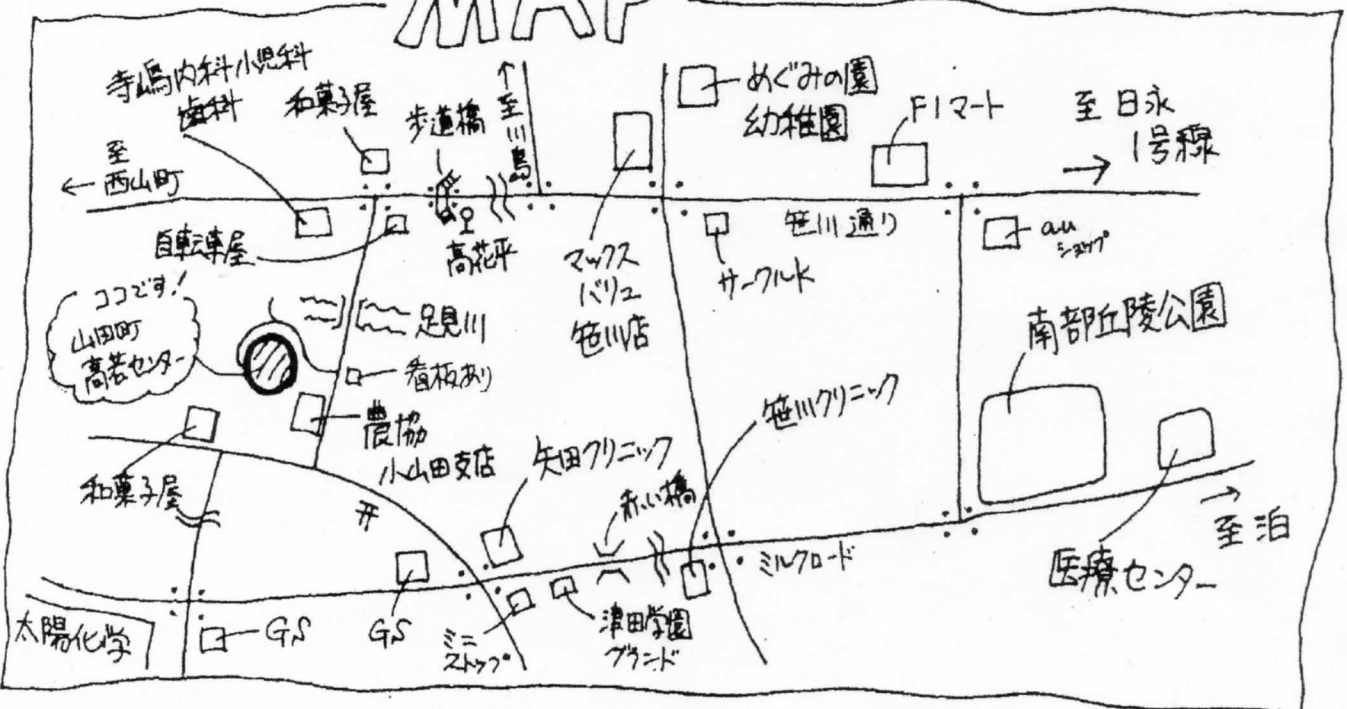 MAP
寺嶋内科小児科
歯科
和菓子屋
歩道橋
↑至川島
めぐみの園
幼稚園
F1マート
至日永
1号線
→
至
← 西山町
自転車屋
高花平
マックス
バリュ
笹川店
サークルK
笹川通り
au
ショップ
ココです!
山田町
高花センター
足見川
看板あり
農協
小山田支店
南部丘陵公園
笹川クリニック
矢田クリニック
赤い橋
和菓子屋
→
至泊
医療センター
ミルクロード
太陽化学
GS
GS
ミニ
ストップ
津田学園
グランド